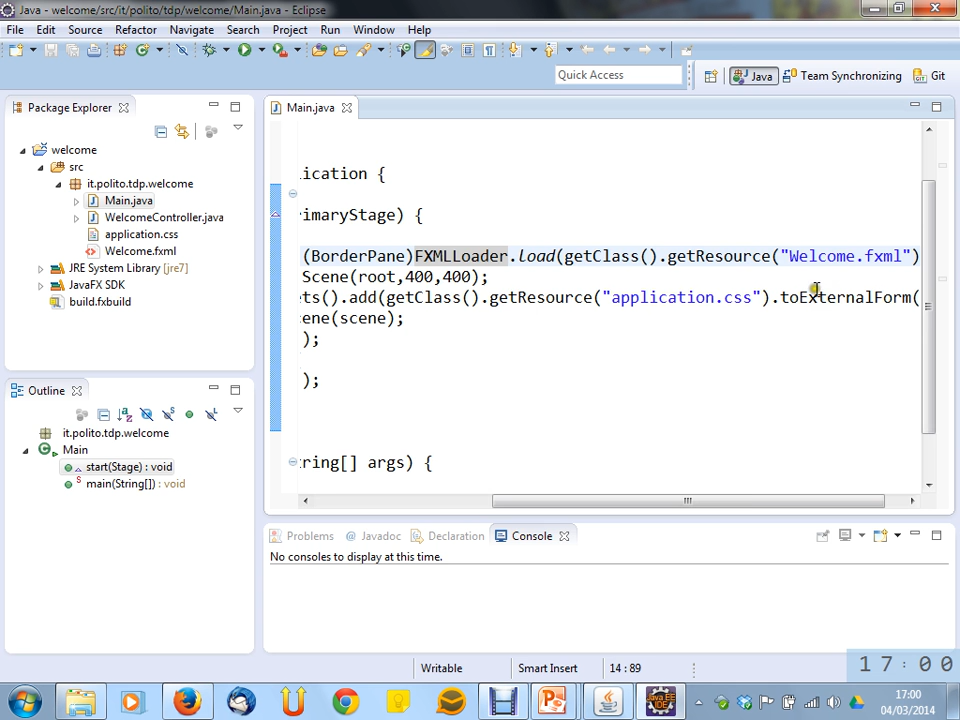 Java - welcome/src/it/polito/tdp/welcome/Main.java - Eclipse
File Edit Source Refactor Navigate Search Project Run Window Help
Quick Access
Java
Team Synchronizing
Git
Package Explorer
Main.java
welcome
src
it.polito.tdp.welcome
Main.java
WelcomeController.java
application.css
Welcome.fxml
JRE System Library [jre7]
JavaFX SDK
build.fxbuild
lication {
rimaryStage) {
(BorderPane)FXMLLoader.load(getClass().getResource("Welcome.fxml")
Scene(root,400,400);
ets().add(getClass().getResource("application.css").toExternalForm(
cene(scene);
);
);
ring[] args) {
Outline
it.polito.tdp.welcome
Main
start(Stage) : void
main(String[]) : void
Problems @ Javadoc Declaration Console
No consoles to display at this time.
Writable Smart Insert 14 : 89
17:00
17:00
04/03/2014